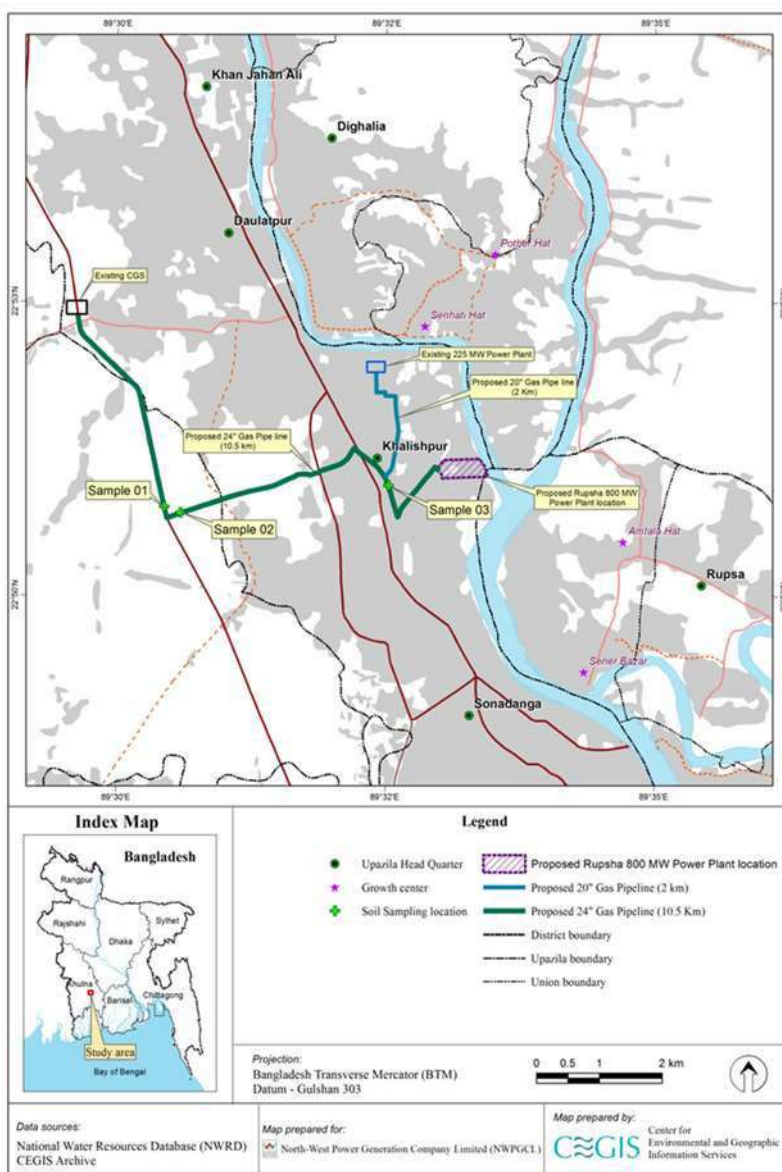 89°30'E 89°32'E 89°35'E
Khan Jahan Ali
Dighalia
Daulatpur
Pother Hat
Existing CGS
22°53'N
Senhati Hat
Existing 225 MW Power Plant
Proposed 20" Gas Pipe line
(2 Km)
Proposed 24" Gas Pipe line
(10.5 km)
Khalishpur
Sample 01
Sample 02
Sample 03
Proposed Rupsha 800 MW
Power Plant location
Amtala Hat
Rupsa
22°50'N
Sener Bazar
Sonadanga
89°30'E 89°32'E 89°35'E
Index Map
Bangladesh
Rangpur
Rajshahi
Sylhet
Dhaka
Khulna
Barisal
Chittagong
Study area
Bay of Bengal
Legend
Upazila Head Quarter
Growth center
Soil Sampling location
Proposed Rupsha 800 MW Power Plant location
Proposed 20" Gas Pipeline (2 km)
Proposed 24" Gas Pipeline (10.5 Km)
District boundary
Upazila boundary
Union boundary
Projection:
Bangladesh Transverse Mercator (BTM)
Datum - Gulshan 303
0 0.5 1 2 km
Data sources:
National Water Resources Database (NWRD)
CEGIS Archive
Map prepared for:
North-West Power Generation Company Limited (NWPGCL)
Map prepared by:
CEGIS
Center for
Environmental and Geographic
Information Services